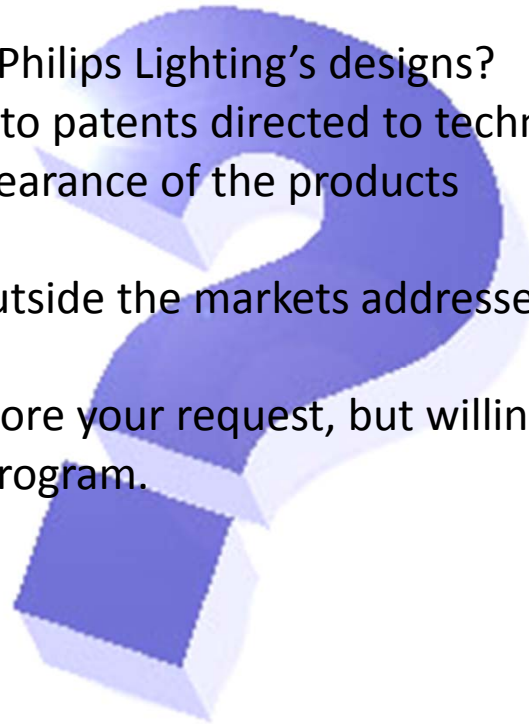 Philips Lighting's designs?
to patents directed to techn
earance of the products
utside the markets addresse
ore your request, but willin
rogram.